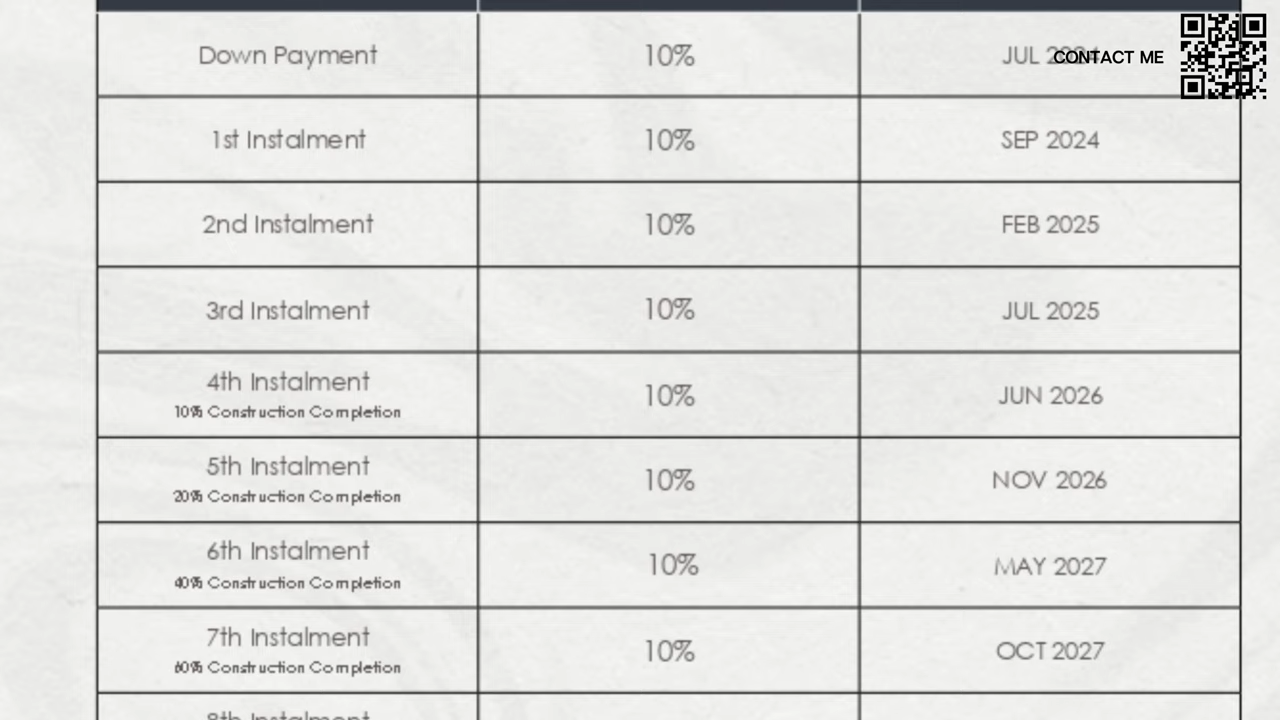 Down Payment 10% JUL 2024
CONTACT ME
1st Instalment 10% SEP 2024
2nd Instalment 10% FEB 2025
3rd Instalment 10% JUL 2025
4th Instalment 10% JUN 2026
10% Construction Completion
5th Instalment 10% NOV 2026
20% Construction Completion
6th Instalment 10% MAY 2027
40% Construction Completion
7th Instalment 10% OCT 2027
60% Construction Completion
8th Instalment